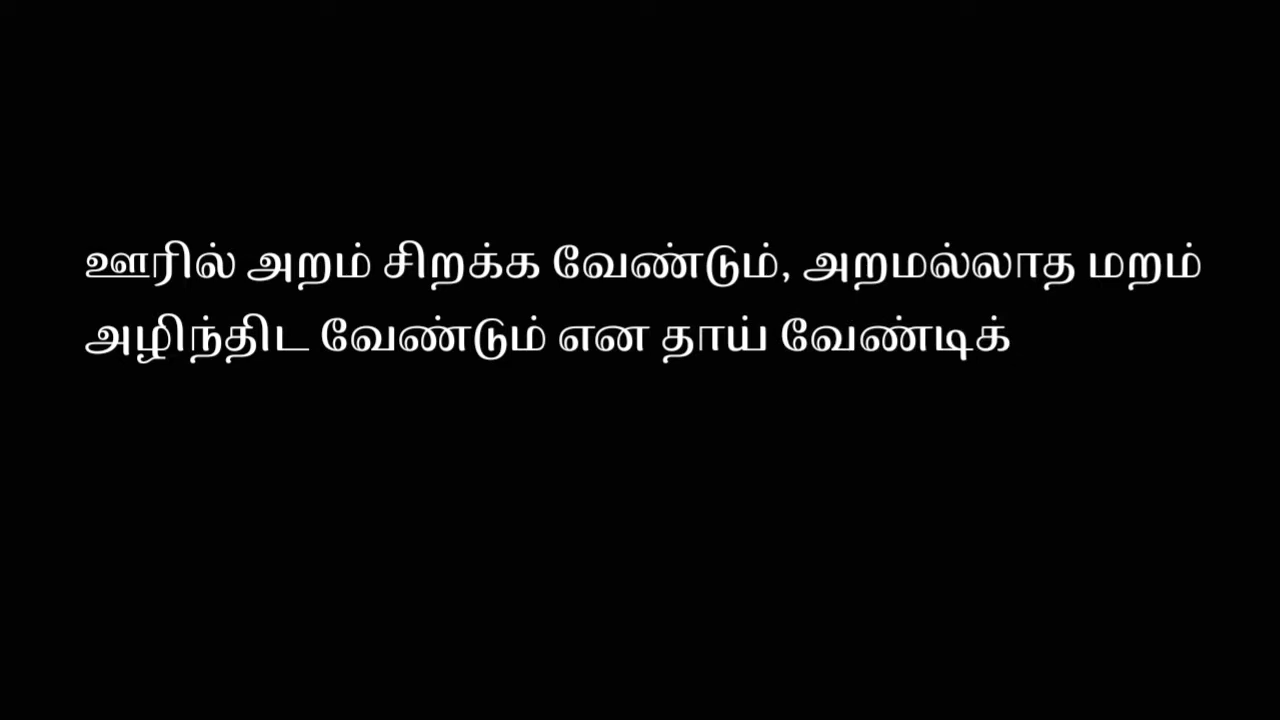 ஊரில் அறம் சிறக்க வேண்டும், அறமல்லாத மறம்
அழிந்திட வேண்டும் என தாய் வேண்டிக்